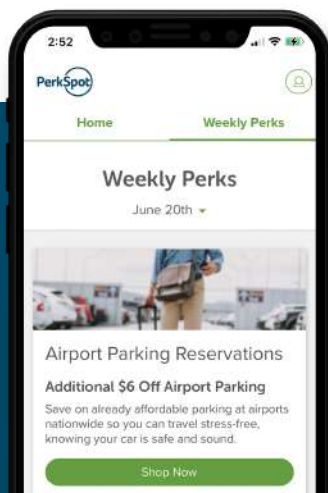 2:52
PerkSpot
Home Weekly Perks
Weekly Perks
June 20th
Airport Parking Reservations
Additional $6 Off Airport Parking
Save on already affordable parking at airports
nationwide so you can travel stress-free,
knowing your car is safe and sound.
Shop Now